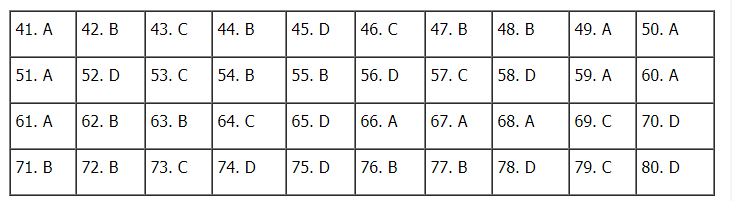 41. A 42. B 43. C 44. B 45. D 46. C 47. B 48. B 49. A 50. A
51. A 52. D 53. C 54. B 55. B 56. D 57. C 58. D 59. A 60. A
61. A 62. B 63. B 64. C 65. D 66. A 67. A 68. A 69. C 70. D
71. B 72. B 73. C 74. D 75. D 76. B 77. B 78. D 79. C 80. D